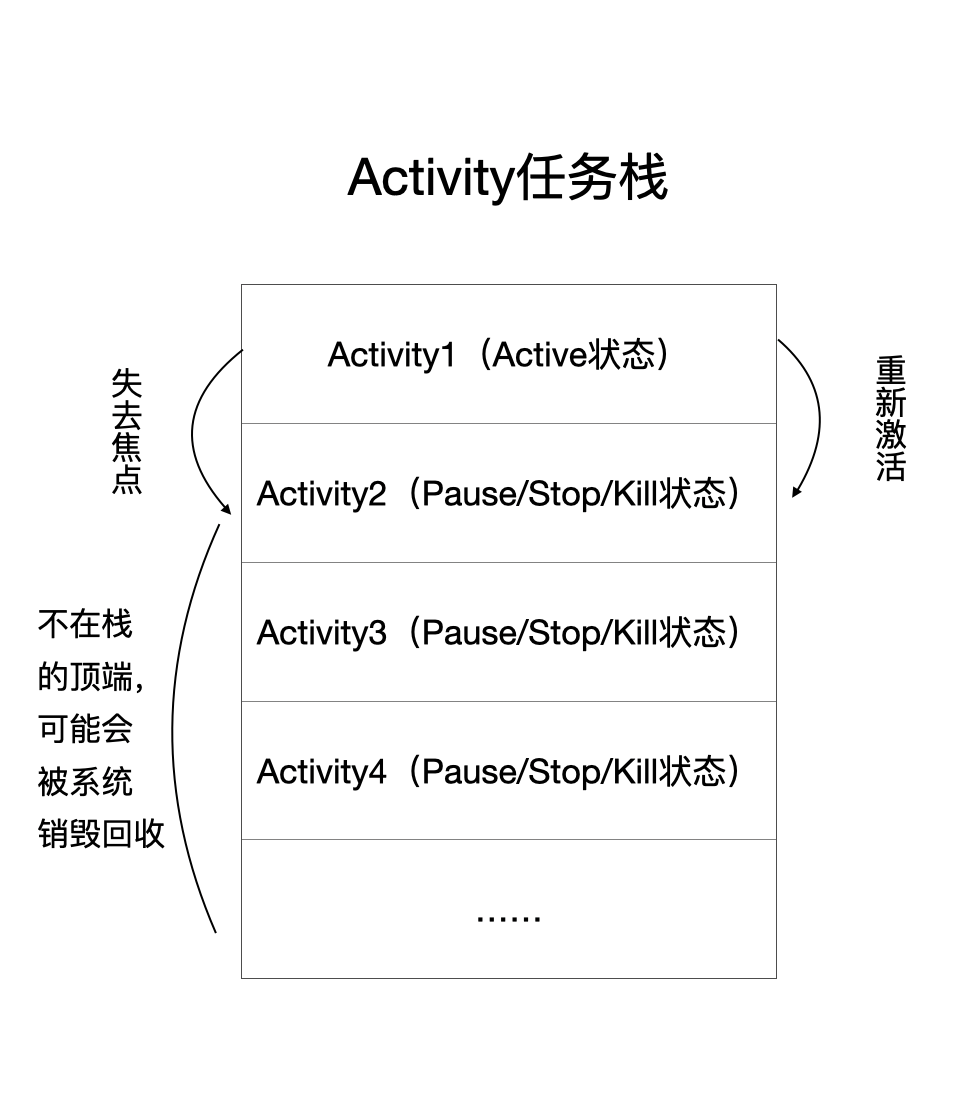 Activity任务栈
Activity1（Active状态）
失去焦点
重新激活
Activity2（Pause/Stop/Kill状态）
Activity3（Pause/Stop/Kill状态）
不在栈
的顶端，
可能会
被系统
销毁回收
Activity4（Pause/Stop/Kill状态）
......